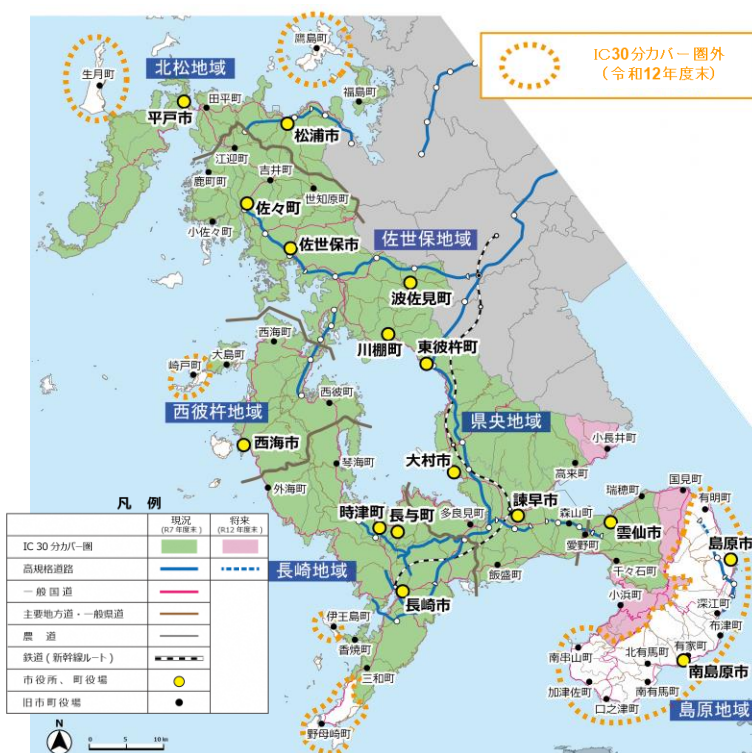 IC30分カバー圏外
（令和12年度末）
鷹島町
生月町
北松地域
福島町
田平町
平戸市
松浦市
江迎町
吉井町
鹿町町
世知原町
佐々町
小佐々町
佐世保市
佐世保地域
波佐見町
西海町
川棚町
東彼杵町
大島町
崎戸町
西彼町
西彼杵地域
県央地域
小長井町
西海市
大村市
高来町
琴海町
国見町
瑞穂町
有明町
外海町
凡 例
現況
(R7年度末)
将来
(R12年度末)
IC 30 分カバー圏
高規格道路
一 般 国 道
主要地方道・一般県道
農 道
鉄道 ( 新幹線ルート )
市役所、 町役場
旧市町役場
時津町
長与町
多良見町
諫早市
森山町
雲仙市
愛野町
島原市
長崎地域
飯盛町
千々石町
長崎市
小浜町
深江町
伊王島町
布津町
香焼町
南串山町
北有馬町
有家町
三和町
南島原市
加津佐町
南有馬町
口之津町
島原地域
野母崎町
N
0 5 10㎞